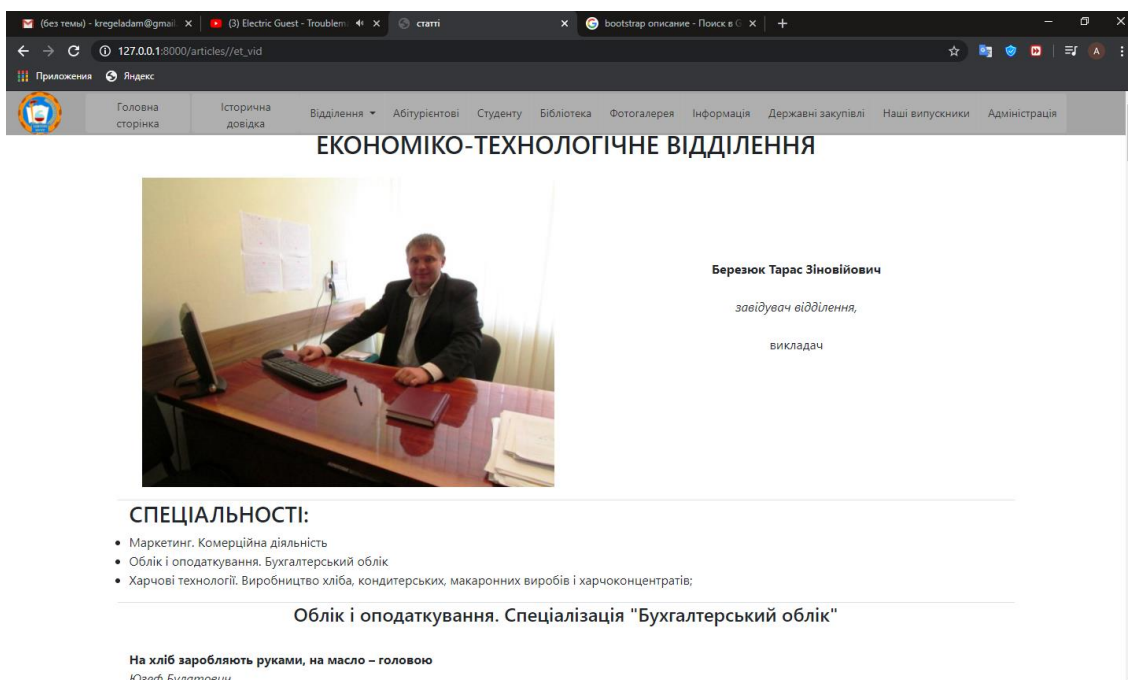 (без темы) - kregeladam@gmail.
(3) Electric Guest - Troublem
статті
bootstrap описание - Поиск в G
127.0.0.1:8000/articles//et_vid
Приложения
Яндекс
Головна сторінка
Історична довідка
Відділення
Абітурієнтові
Студенту
Бібліотека
Фотогалерея
Інформація
Державні закупівлі
Наші випускники
Адміністрація
ЕКОНОМІКО-ТЕХНОЛОГІЧНЕ ВІДДІЛЕННЯ
Березюк Тарас Зіновійович
завідувач відділення,
викладач
СПЕЦІАЛЬНОСТІ:
Маркетинг. Комерційна діяльність
Облік і оподаткування. Бухгалтерський облік
Харчові технології. Виробництво хліба, кондитерських, макаронних виробів і харчоконцентратів;
Облік і оподаткування. Спеціалізація "Бухгалтерський облік"
На хліб заробляють руками, на масло – головою
Юзеф Булатович